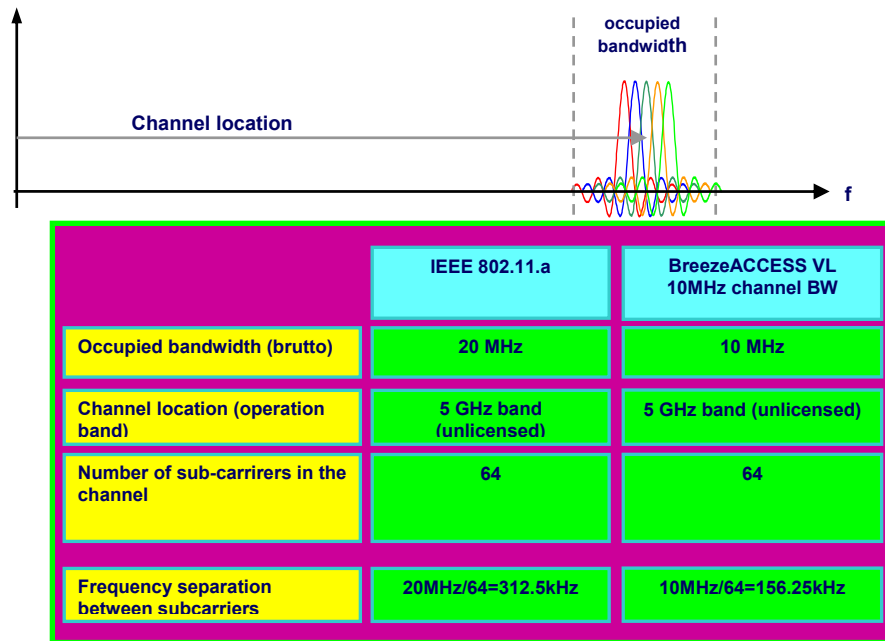 occupied
bandwidth
Channel location
f
IEEE 802.11.a
BreezeACCESS VL
10MHz channel BW
Occupied bandwidth (brutto)
20 MHz
10 MHz
Channel location (operation
band)
5 GHz band
(unlicensed)
5 GHz band (unlicensed)
Number of sub-carrirers in the
channel
64
64
Frequency separation
between subcarriers
20MHz/64=312.5kHz
10MHz/64=156.25kHz